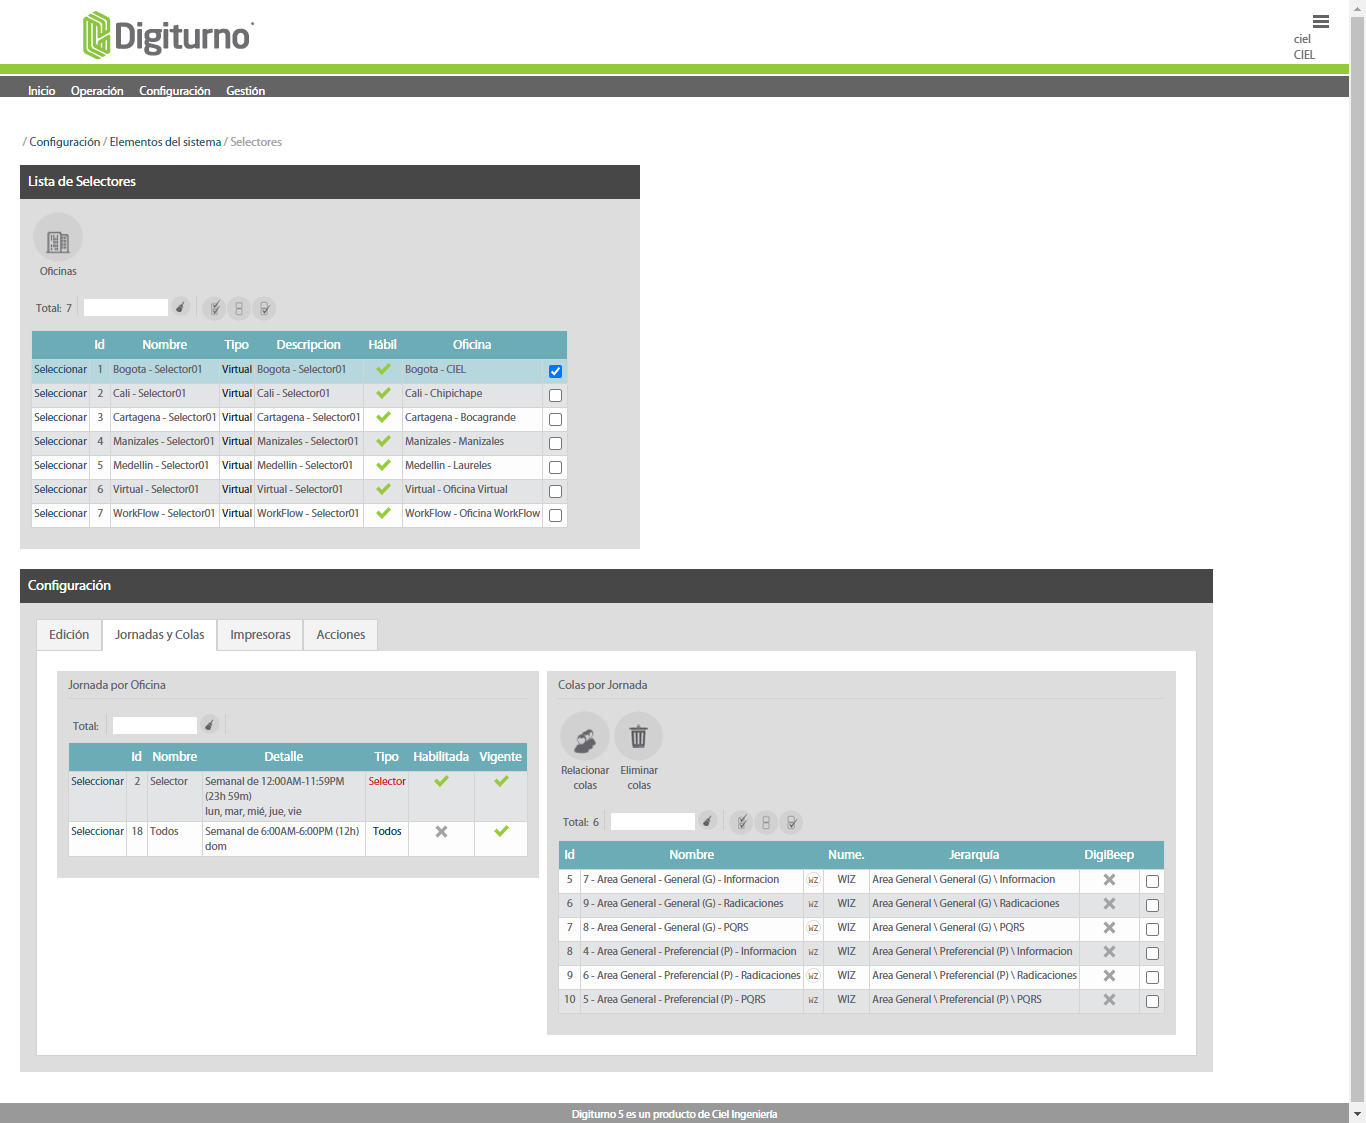 Digiturno
ciel
CIEL
Inicio Operación Configuración Gestión
/ Configuración / Elementos del sistema / Selectores
Lista de Selectores
Oficinas
Total: 7
Id Nombre Tipo Descripcion Hábil Oficina
Seleccionar 1 Bogota - Selector01 Virtual Bogota - Selector01 Bogota - CIEL
Seleccionar 2 Cali - Selector01 Virtual Cali - Selector01 Cali - Chipichape
Seleccionar 3 Cartagena - Selector01 Virtual Cartagena - Selector01 Cartagena - Bocagrande
Seleccionar 4 Manizales - Selector01 Virtual Manizales - Selector01 Manizales - Manizales
Seleccionar 5 Medellin - Selector01 Virtual Medellin - Selector01 Medellin - Laureles
Seleccionar 6 Virtual - Selector01 Virtual Virtual - Selector01 Virtual - Oficina Virtual
Seleccionar 7 WorkFlow - Selector01 Virtual WorkFlow - Selector01 WorkFlow - Oficina WorkFlow
Configuración
Edición Jornadas y Colas Impresoras Acciones
Jornada por Oficina
Total:
Id Nombre Detalle Tipo Habilitada Vigente
Seleccionar 2 Selector Semanal de 12:00AM-11:59PM Selector
(23h 59m)
lun, mar, mié, jue, vie
Seleccionar 18 Todos Semanal de 6:00AM-6:00PM (12h) Todos
dom
Colas por Jornada
Relacionar colas
Eliminar colas
Total: 6
Id Nombre Nume. Jerarquía DigiBeep
5 7 - Area General - General (G) - Informacion WZ WIZ Area General \ General (G) \ Informacion
6 9 - Area General - General (G) - Radicaciones WZ WIZ Area General \ General (G) \ Radicaciones
7 8 - Area General - General (G) - PQRS WZ WIZ Area General \ General (G) \ PQRS
8 4 - Area General - Preferencial (P) - Informacion WZ WIZ Area General \ Preferencial (P) \ Informacion
9 6 - Area General - Preferencial (P) - Radicaciones WZ WIZ Area General \ Preferencial (P) \ Radicaciones
10 5 - Area General - Preferencial (P) - PQRS WZ WIZ Area General \ Preferencial (P) \ PQRS
Digiturno 5 es un producto de Ciel Ingeniería